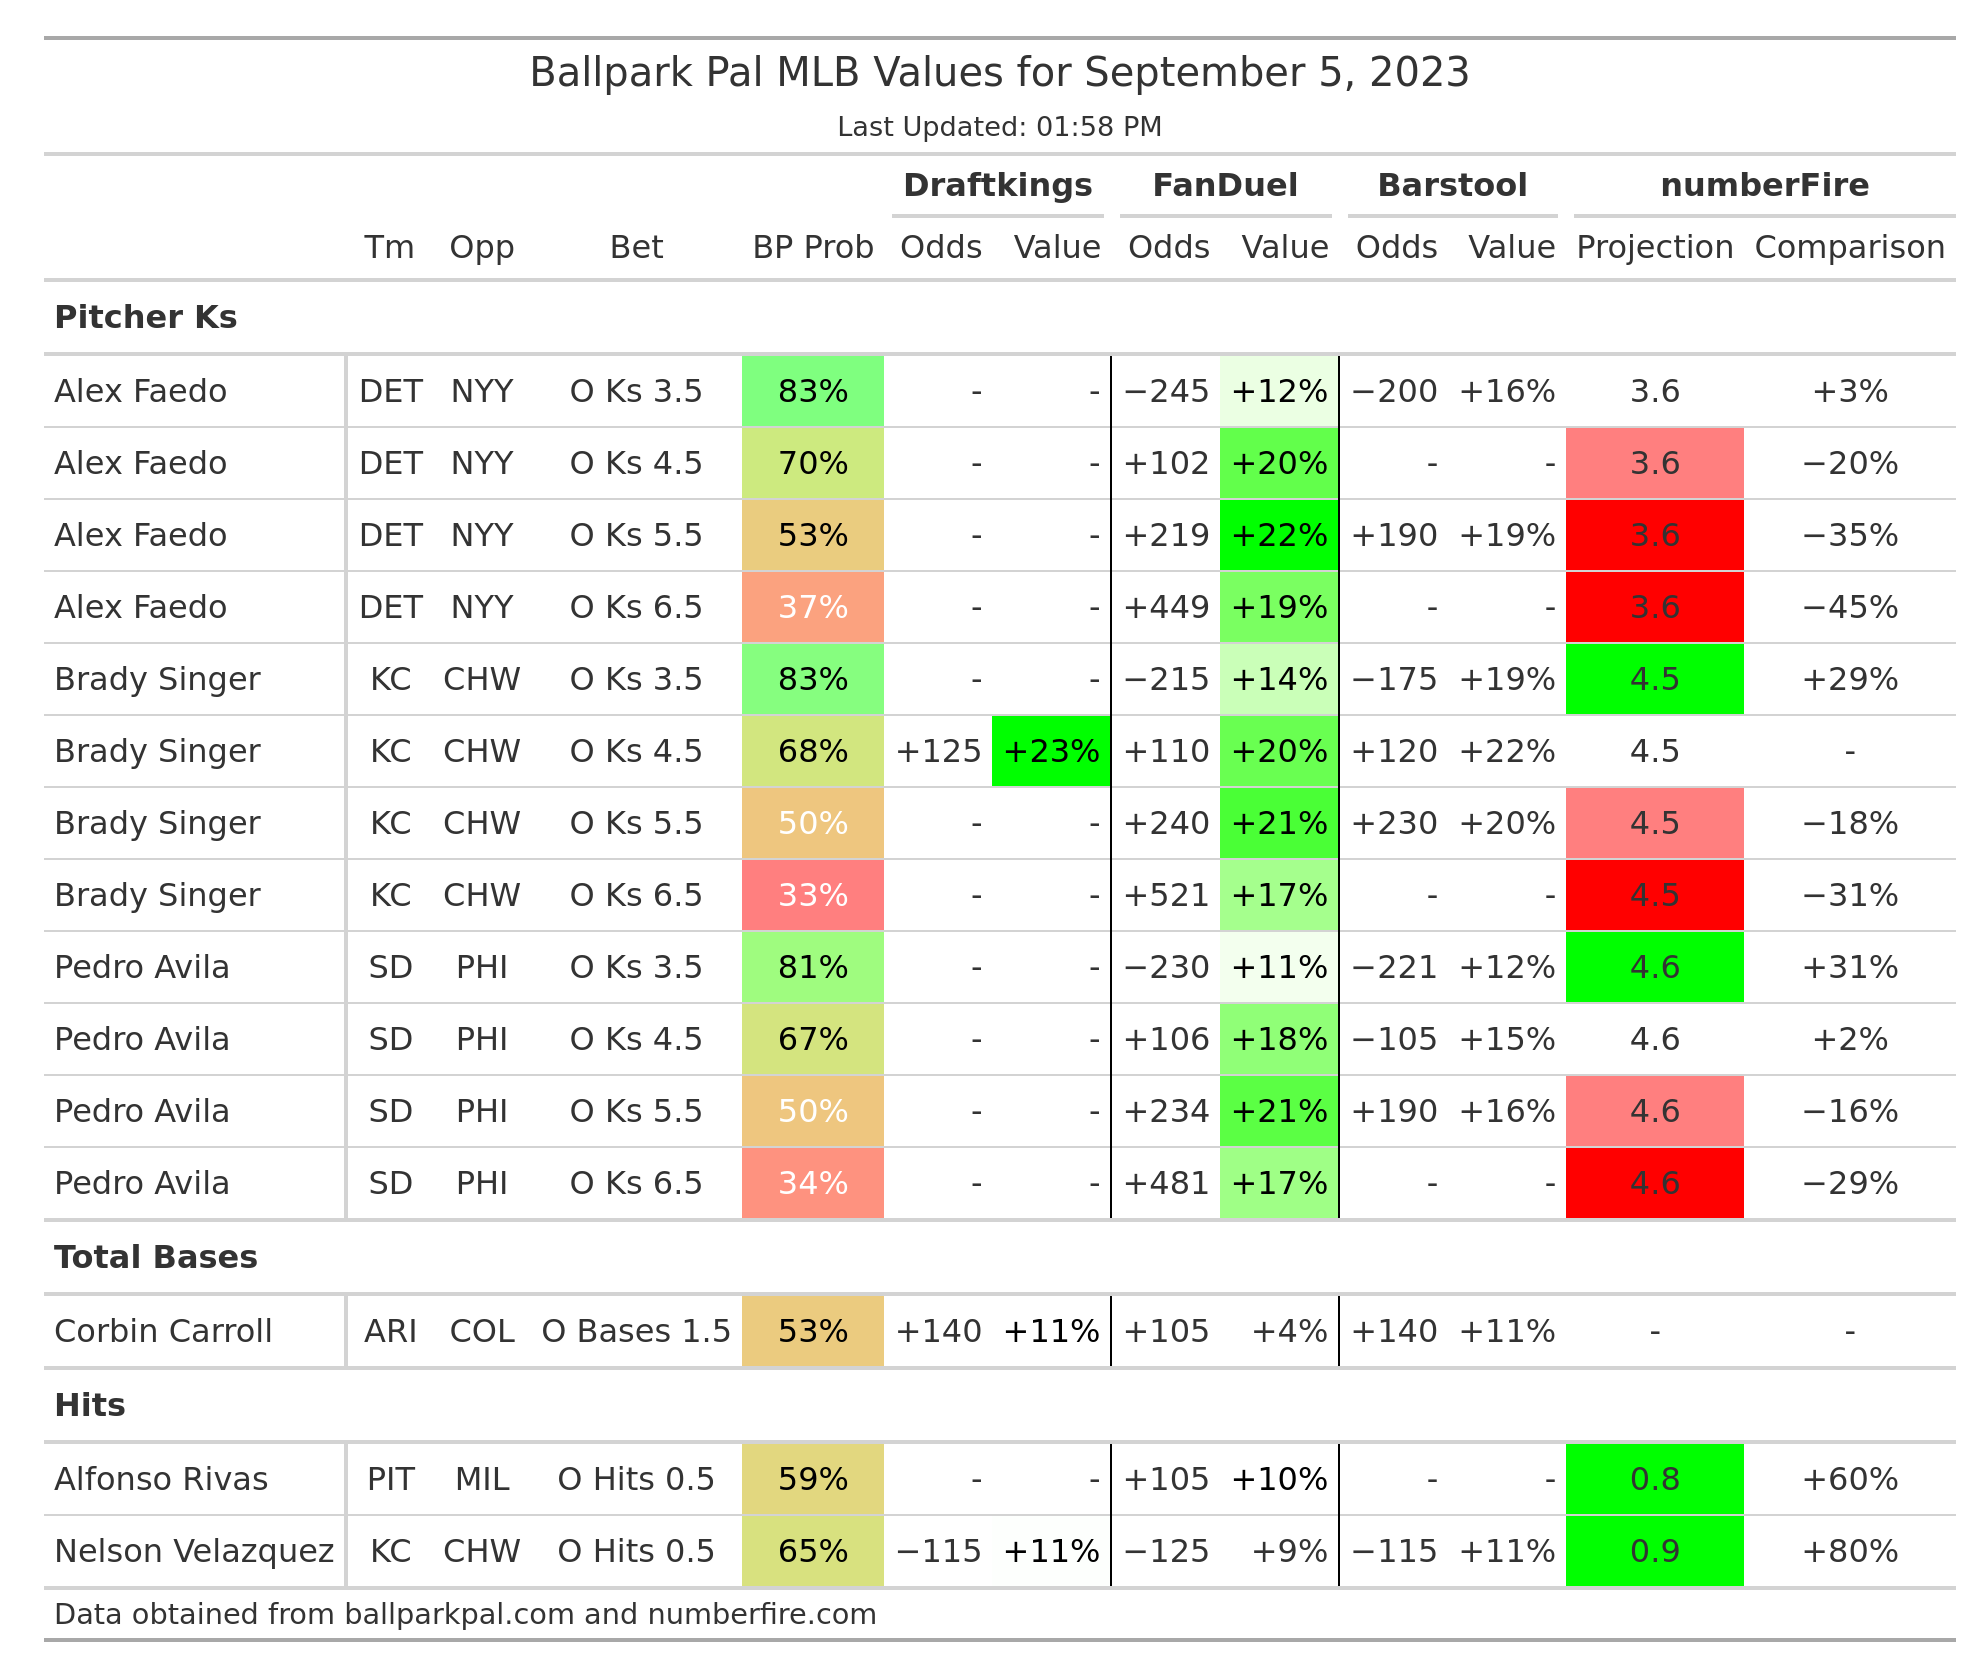 Ballpark Pal MLB Values for September 5, 2023
Last Updated: 01:58 PM
Draftkings FanDuel Barstool numberFire
Tm Opp Bet BP Prob Odds Value Odds Value Odds Value Projection Comparison
Pitcher Ks
Alex Faedo DET NYY O Ks 3.5 83% - - −245 +12% −200 +16% 3.6 +3%
Alex Faedo DET NYY O Ks 4.5 70% - - +102 +20% - - 3.6 −20%
Alex Faedo DET NYY O Ks 5.5 53% - - +219 +22% +190 +19% 3.6 −35%
Alex Faedo DET NYY O Ks 6.5 37% - - +449 +19% - - 3.6 −45%
Brady Singer KC CHW O Ks 3.5 83% - - −215 +14% −175 +19% 4.5 +29%
Brady Singer KC CHW O Ks 4.5 68% +125 +23% +110 +20% +120 +22% 4.5 -
Brady Singer KC CHW O Ks 5.5 50% - - +240 +21% +230 +20% 4.5 −18%
Brady Singer KC CHW O Ks 6.5 33% - - +521 +17% - - 4.5 −31%
Pedro Avila SD PHI O Ks 3.5 81% - - −230 +11% −221 +12% 4.6 +31%
Pedro Avila SD PHI O Ks 4.5 67% - - +106 +18% −105 +15% 4.6 +2%
Pedro Avila SD PHI O Ks 5.5 50% - - +234 +21% +190 +16% 4.6 −16%
Pedro Avila SD PHI O Ks 6.5 34% - - +481 +17% - - 4.6 −29%
Total Bases
Corbin Carroll ARI COL O Bases 1.5 53% +140 +11% +105 +4% +140 +11% - -
Hits
Alfonso Rivas PIT MIL O Hits 0.5 59% - - +105 +10% - - 0.8 +60%
Nelson Velazquez KC CHW O Hits 0.5 65% −115 +11% −125 +9% −115 +11% 0.9 +80%
Data obtained from ballparkpal.com and numberfire.com